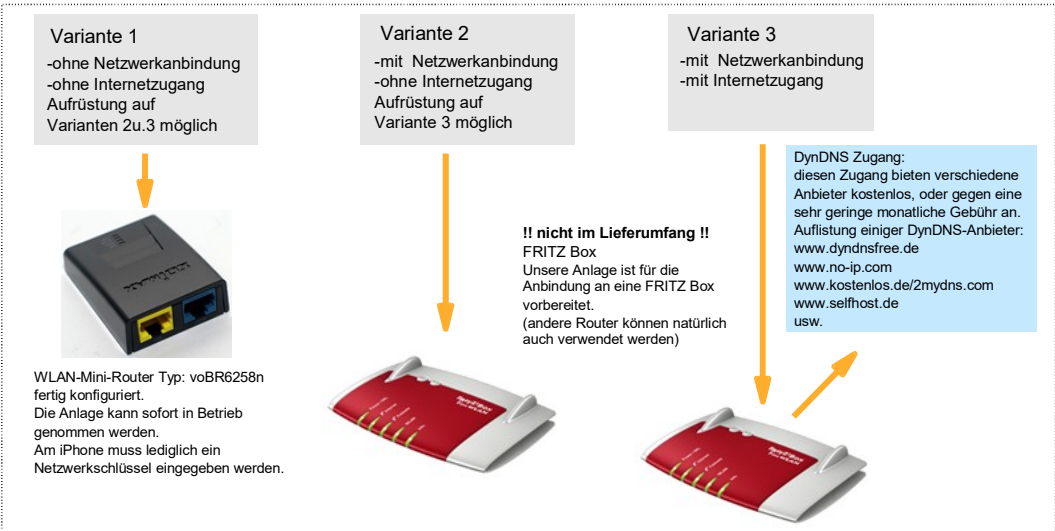 Variante 1
-ohne Netzwerkanbindung
-ohne Internetzugang
Aufrüstung auf
Varianten 2u.3 möglich
Variante 2
-mit  Netzwerkanbindung
-ohne Internetzugang
Aufrüstung auf
Variante 3 möglich
Variante 3
-mit  Netzwerkanbindung
-mit Internetzugang
DynDNS Zugang:
diesen Zugang bieten verschiedene
Anbieter kostenlos, oder gegen eine
sehr geringe monatliche Gebühr an.
Auflistung einiger DynDNS-Anbieter:
www.dyndnsfree.de
www.no-ip.com
www.kostenlos.de/2mydns.com
www.selfhost.de
usw.
!! nicht im Lieferumfang !!
FRITZ Box
Unsere Anlage ist für die
Anbindung an eine FRITZ Box
vorbereitet.
(andere Router können natürlich
auch verwendet werden)
WLAN-Mini-Router Typ: voBR6258n
fertig konfiguriert.
Die Anlage kann sofort in Betrieb
genommen werden.
Am iPhone muss lediglich ein
Netzwerkschlüssel eingegeben werden.